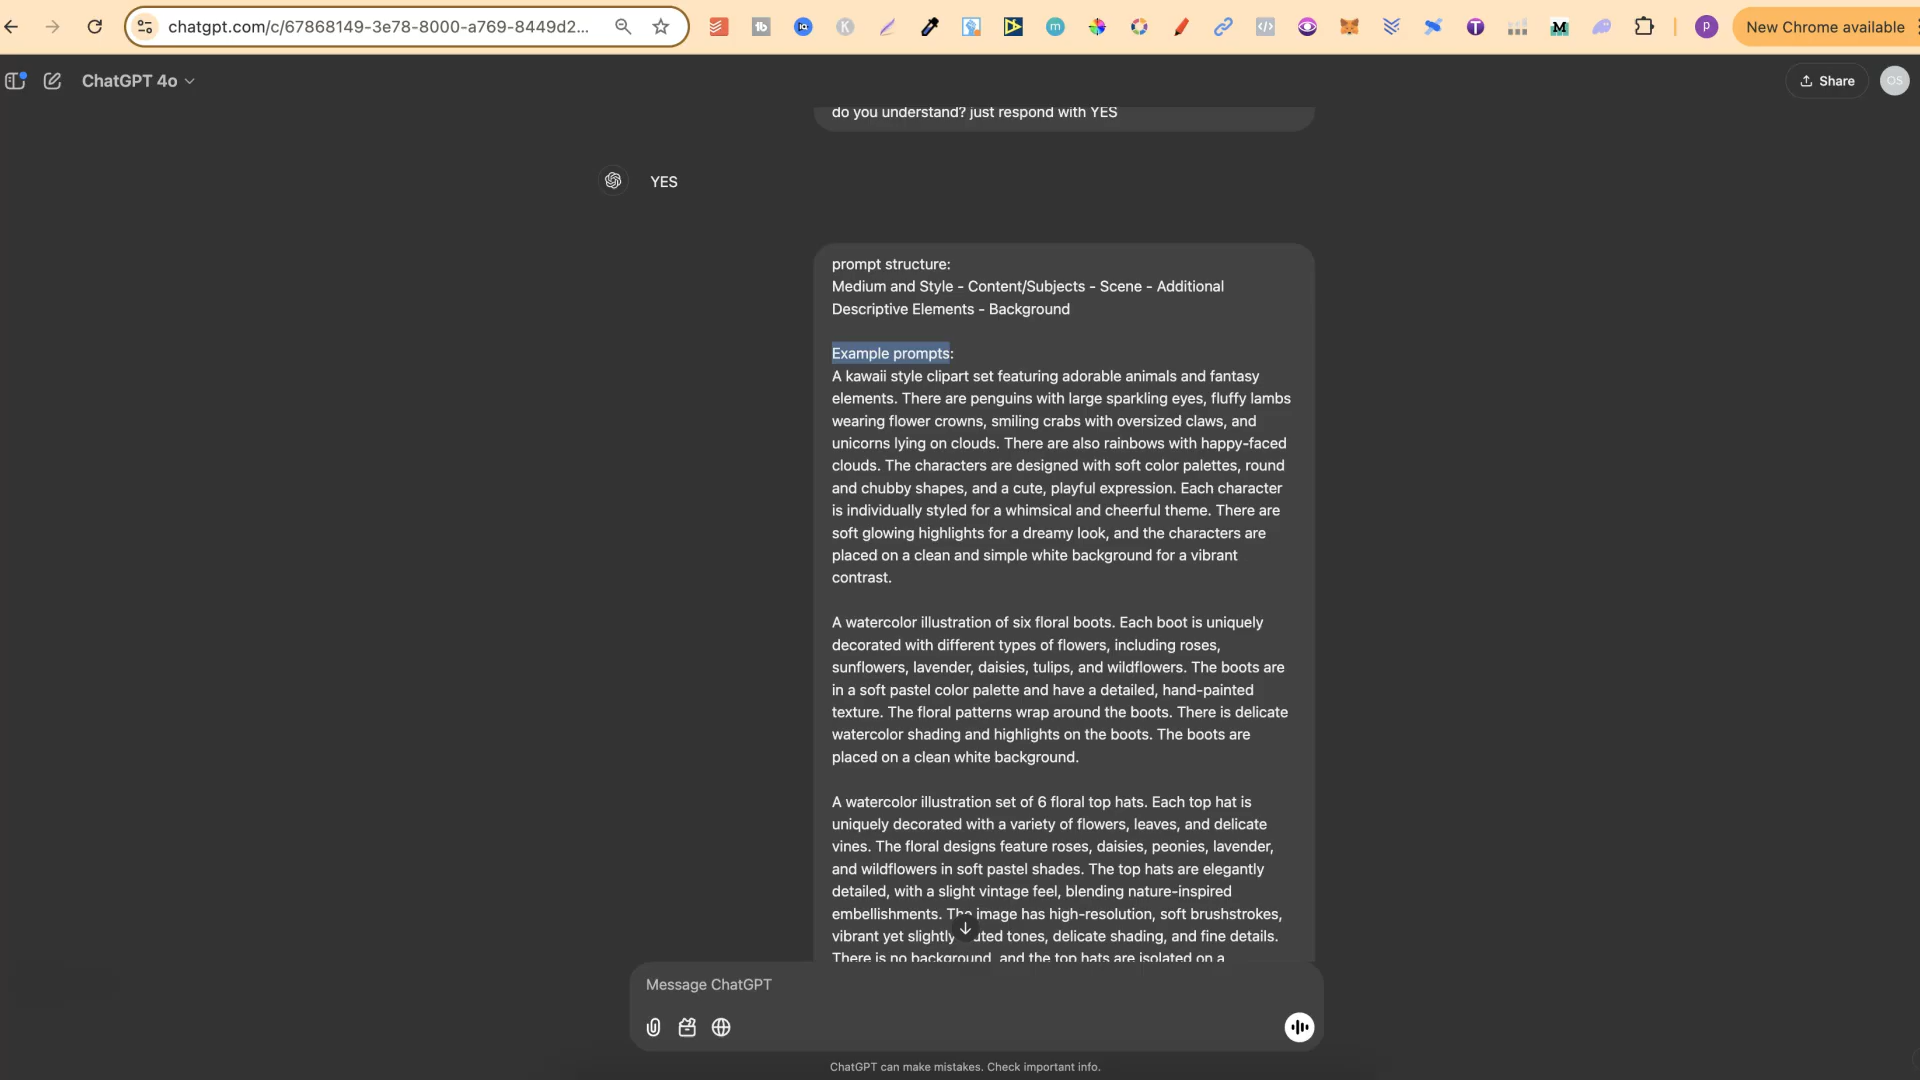 chatgpt.com/c/67868149-3e78-8000-a769-8449d2...
New Chrome available
ChatGPT 4o
Share
OS
do you understand? just respond with YES
YES
prompt structure:
Medium and Style - Content/Subjects - Scene - Additional
Descriptive Elements - Background
Example prompts:
A kawaii style clipart set featuring adorable animals and fantasy
elements. There are penguins with large sparkling eyes, fluffy lambs
wearing flower crowns, smiling crabs with oversized claws, and
unicorns lying on clouds. There are also rainbows with happy-faced
clouds. The characters are designed with soft color palettes, round
and chubby shapes, and a cute, playful expression. Each character
is individually styled for a whimsical and cheerful theme. There are
soft glowing highlights for a dreamy look, and the characters are
placed on a clean and simple white background for a vibrant
contrast.
A watercolor illustration of six floral boots. Each boot is uniquely
decorated with different types of flowers, including roses,
sunflowers, lavender, daisies, tulips, and wildflowers. The boots are
in a soft pastel color palette and have a detailed, hand-painted
texture. The floral patterns wrap around the boots. There is delicate
watercolor shading and highlights on the boots. The boots are
placed on a clean white background.
A watercolor illustration set of 6 floral top hats. Each top hat is
uniquely decorated with a variety of flowers, leaves, and delicate
vines. The floral designs feature roses, daisies, peonies, lavender,
and wildflowers in soft pastel shades. The top hats are elegantly
detailed, with a slight vintage feel, blending nature-inspired
embellishments. The image has high-resolution, soft brushstrokes,
vibrant yet slightly uted tones, delicate shading, and fine details.
There is no background, and the top hats are isolated on a
Message ChatGPT
ChatGPT can make mistakes. Check important info.